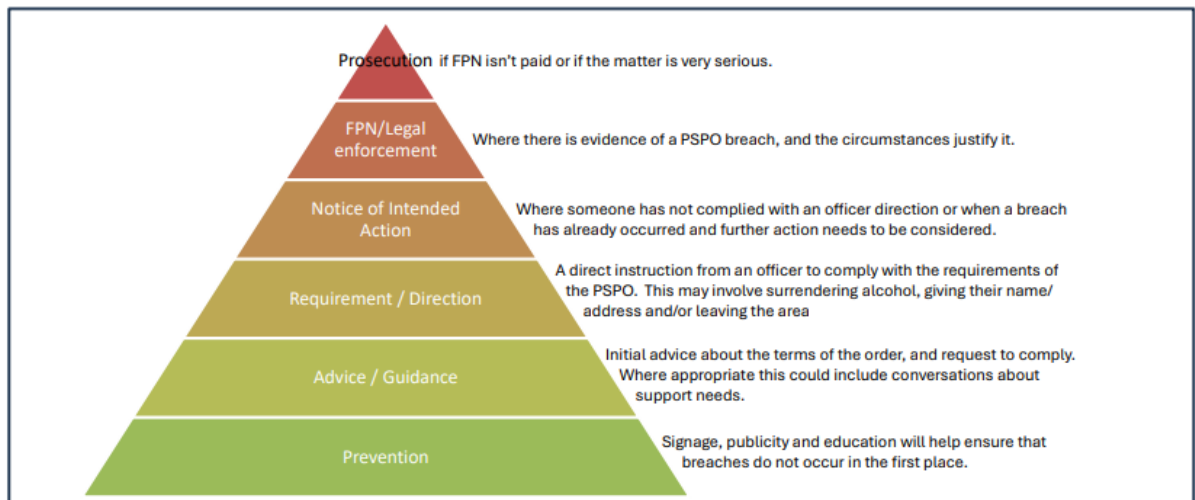 Prosecution if FPN isn't paid or if the matter is very serious.
FPN/Legal
enforcement
Where there is evidence of a PSPO breach, and the circumstances justify it.
Notice of Intended
Action
Where someone has not complied with an officer direction or when a breach
has already occurred and further action needs to be considered.
Requirement / Direction
A direct instruction from an officer to comply with the requirements of
the PSPO. This may involve surrendering alcohol, giving their name/
address and/or leaving the area
Advice / Guidance
Initial advice about the terms of the order, and request to comply.
Where appropriate this could include conversations about
support needs.
Prevention
Signage, publicity and education will help ensure that
breaches do not occur in the first place.